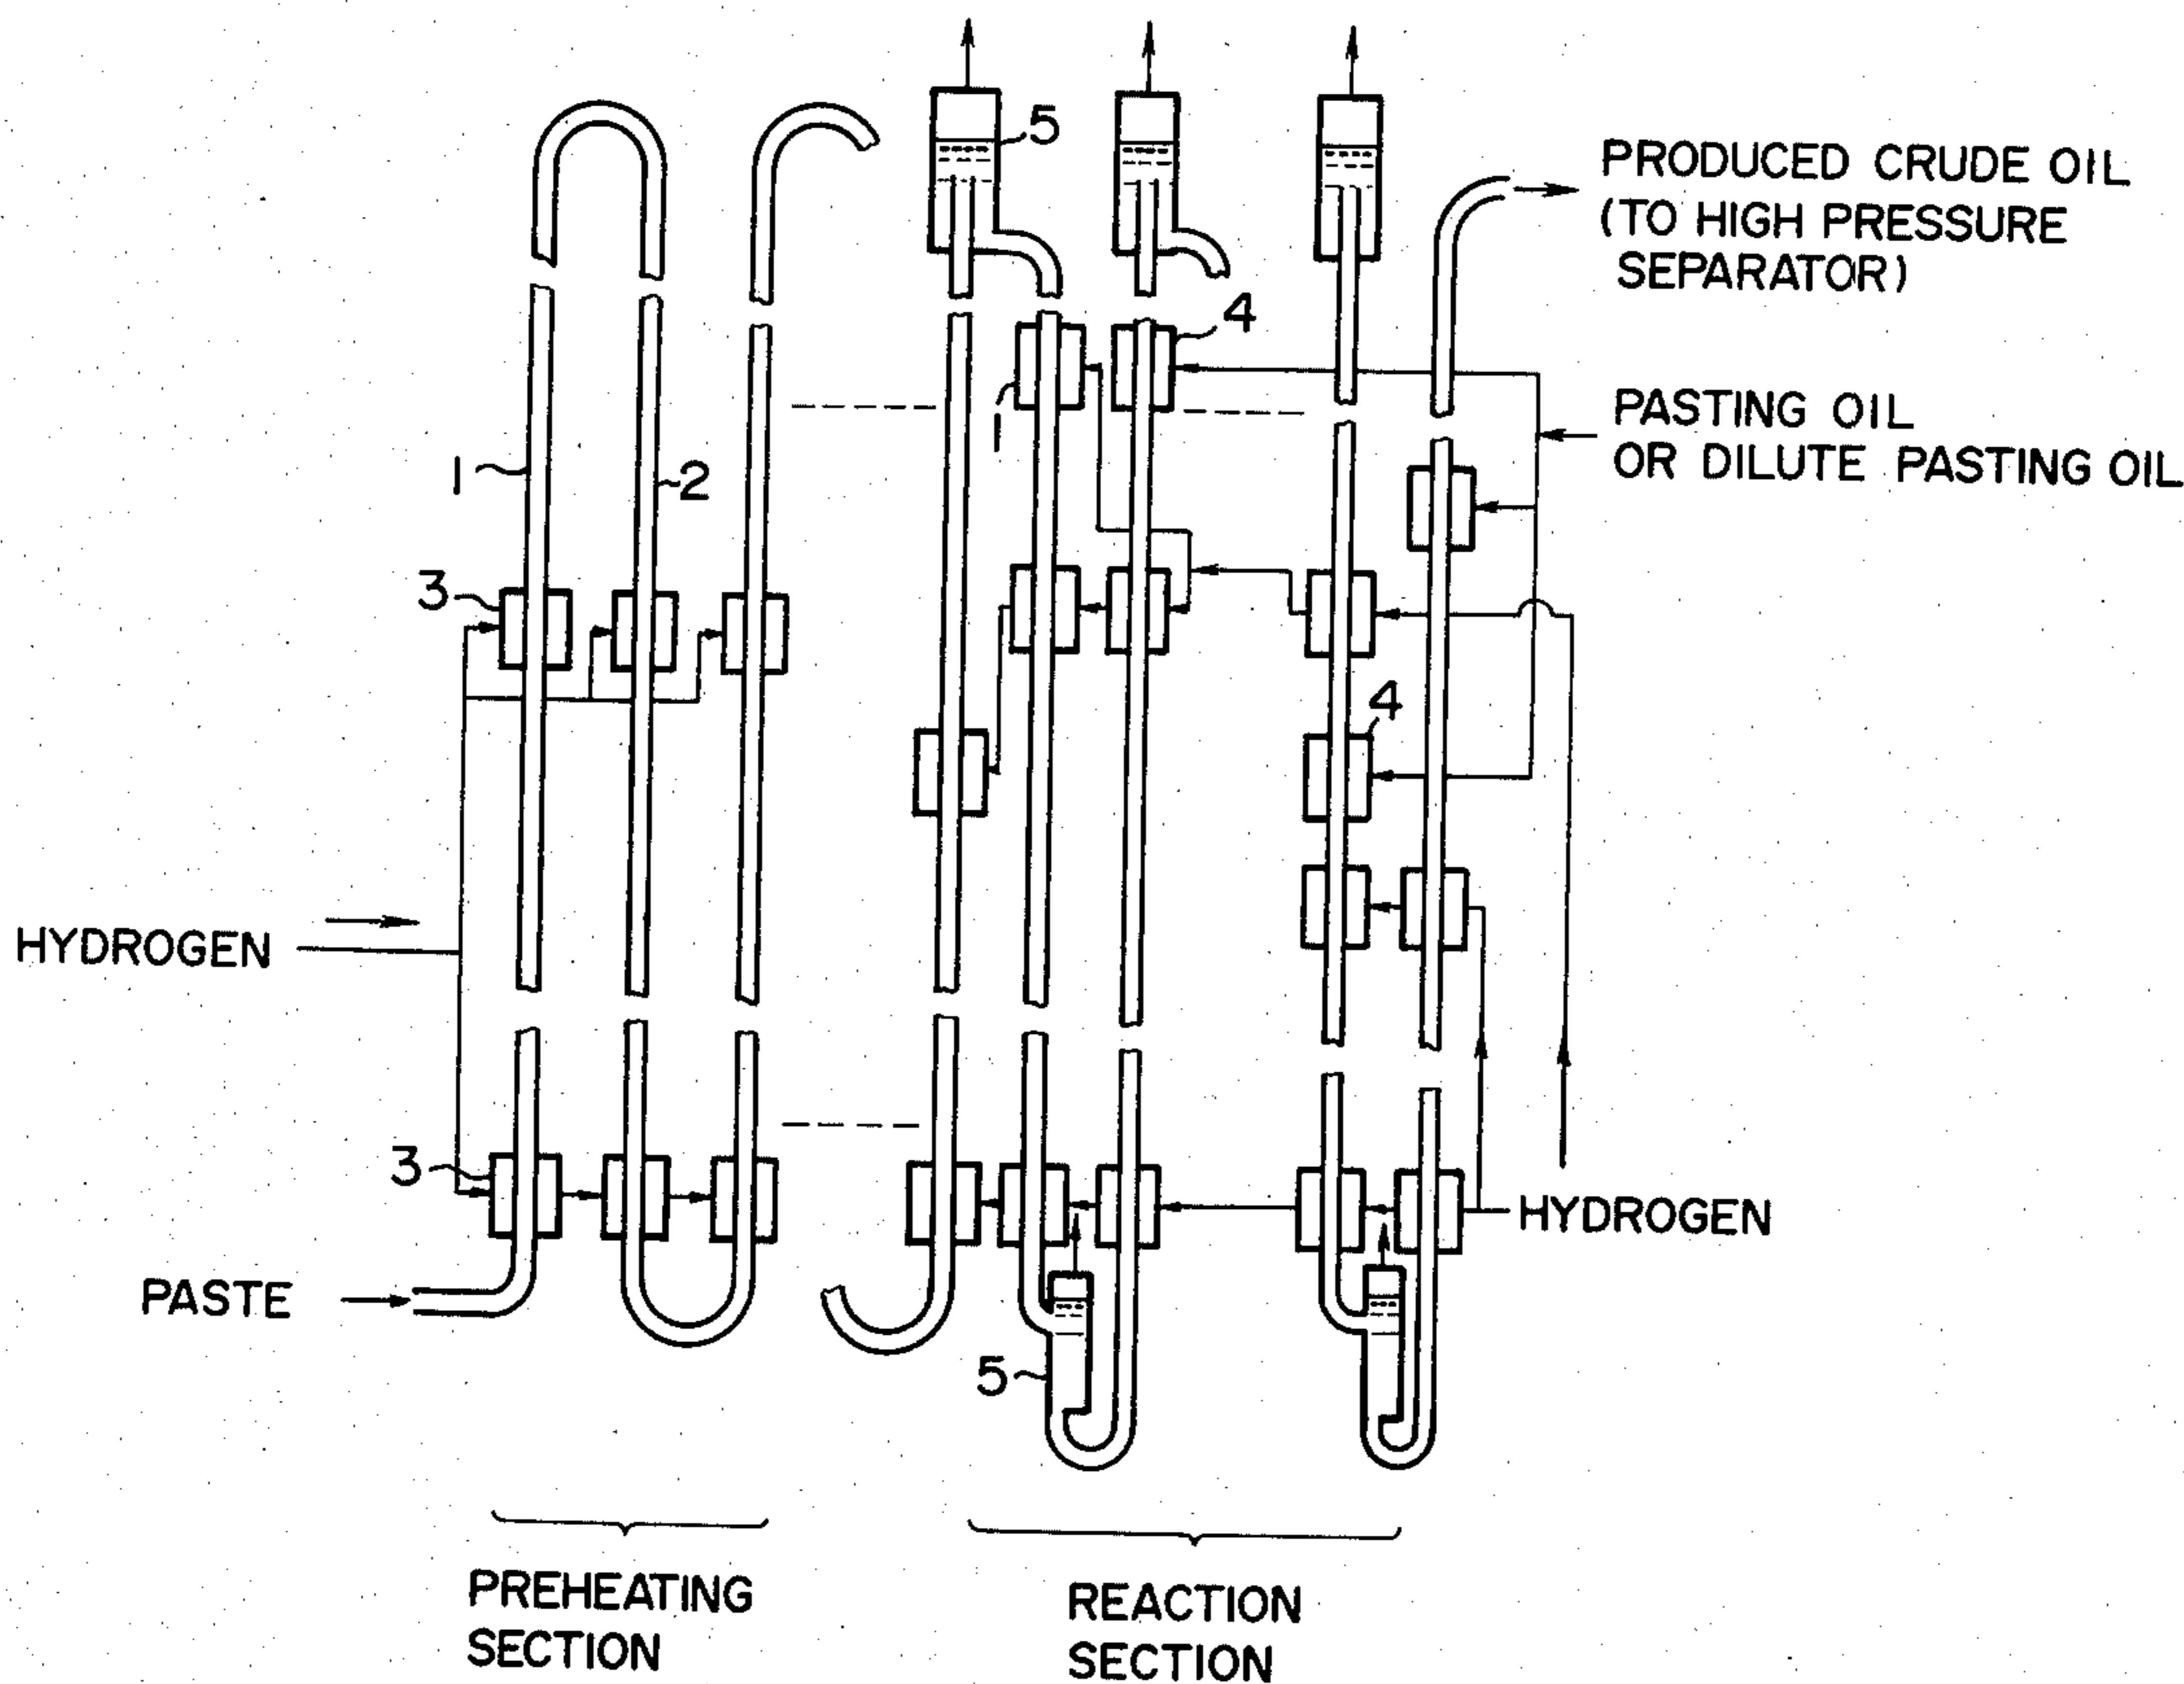 5
PRODUCED CRUDE OIL
(TO HIGH PRESSURE
SEPARATOR)
4
1
PASTING OIL
OR DILUTE PASTING OIL
1
2
3
4
HYDROGEN
3
HYDROGEN
PASTE
5
PREHEATING
SECTION
REACTION
SECTION